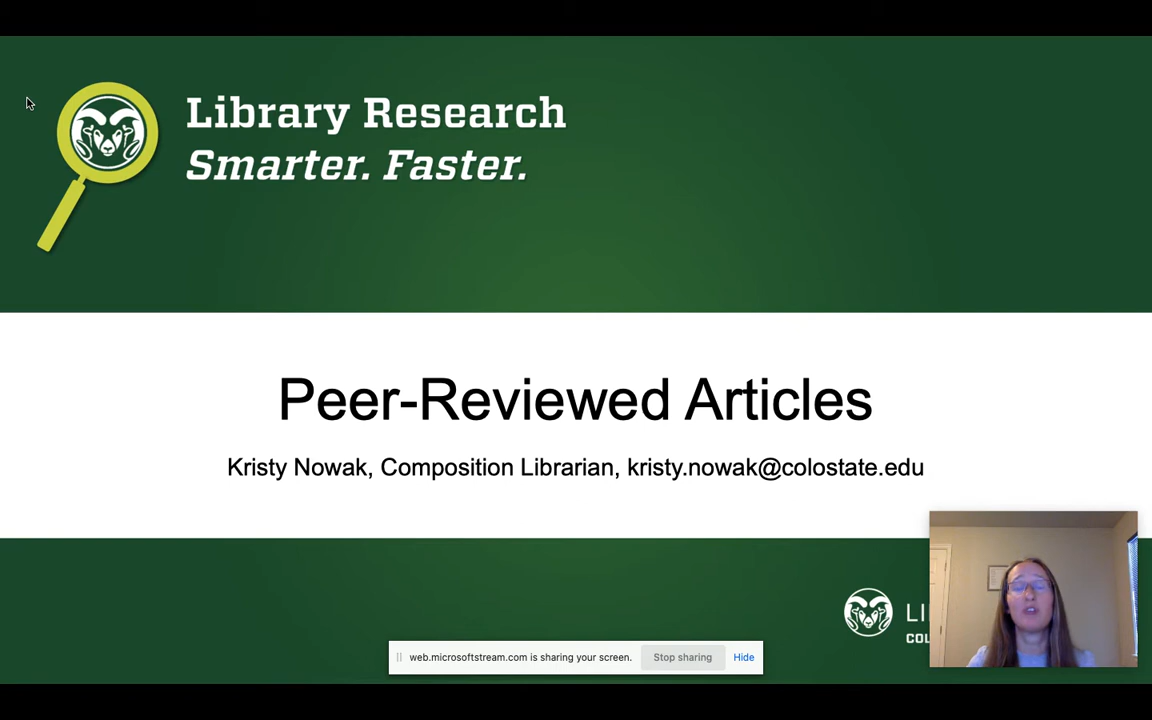 Library Research
Smarter. Faster.
Peer-Reviewed Articles
Kristy Nowak, Composition Librarian, kristy.nowak@colostate.edu
web.microsoftstream.com is sharing your screen. Stop sharing Hide